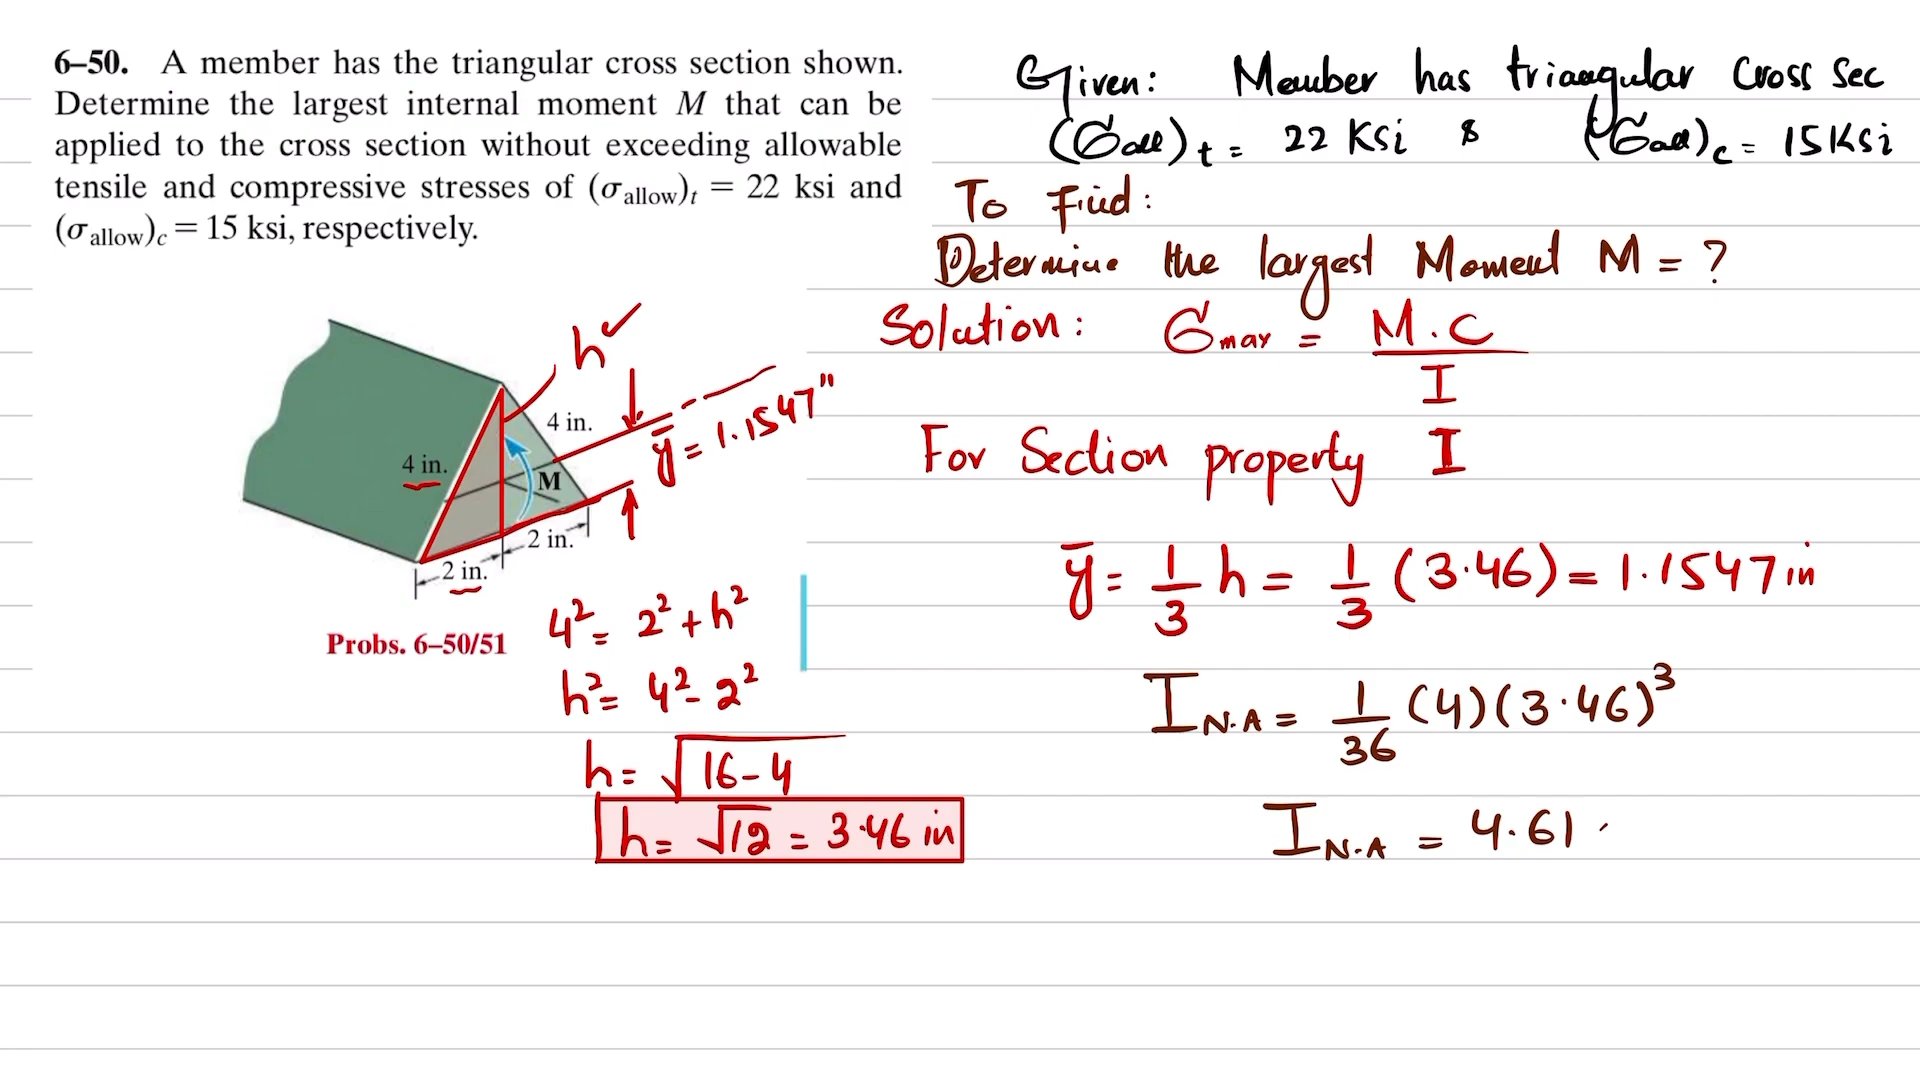 6–50. A member has the triangular cross section shown.
Determine the largest internal moment M that can be
applied to the cross section without exceeding allowable
tensile and compressive stresses of (σallow)t = 22 ksi and
(σallow)c = 15 ksi, respectively.
h✓
4 in.
4 in.
M
ȳ = 1.1547"
2 in.
2 in.
Probs. 6–50/51
4² = 2² + h²
h² = 4² - 2²
h = √16-4
h = √12 = 3.46 in
Given: Member has triangular Cross Sec
(σall)t = 22 Ksi & (σall)c = 15 Ksi
To Find:
Determine the largest Moment M = ?
Solution: σmax = M.C / I
For Section property I
ȳ = 1/3 h = 1/3 (3.46) = 1.1547 in
I N.A = 1/36 (4)(3.46)³
I N.A = 4.61